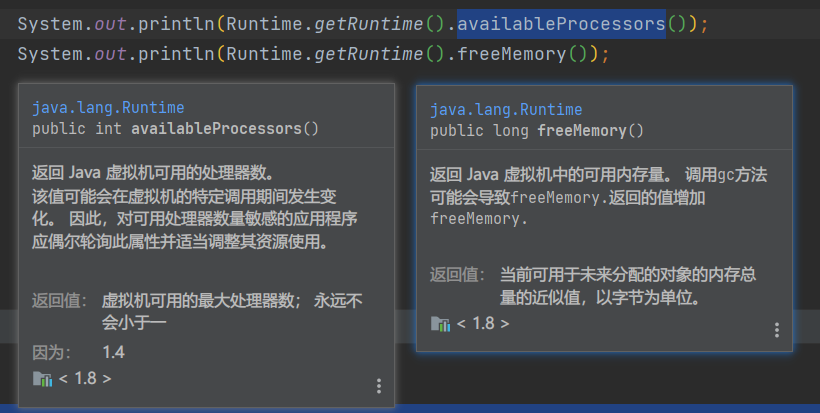 System.out.println(Runtime.getRuntime().availableProcessors());
System.out.println(Runtime.getRuntime().freeMemory());
java.lang.Runtime
public int availableProcessors()
返回 Java 虚拟机可用的处理器数。
该值可能会在虚拟机的特定调用期间发生变
化。 因此，对可用处理器数量敏感的应用程序
应偶尔轮询此属性并适当调整其资源使用。
返回值： 虚拟机可用的最大处理器数； 永远不
会小于一
因为： 1.4
< 1.8 >
java.lang.Runtime
public long freeMemory()
返回 Java 虚拟机中的可用内存量。 调用gc方法
可能会导致freeMemory.返回的值增加
freeMemory.
返回值： 当前可用于未来分配的对象的内存总
量的近似值，以字节为单位。
< 1.8 >